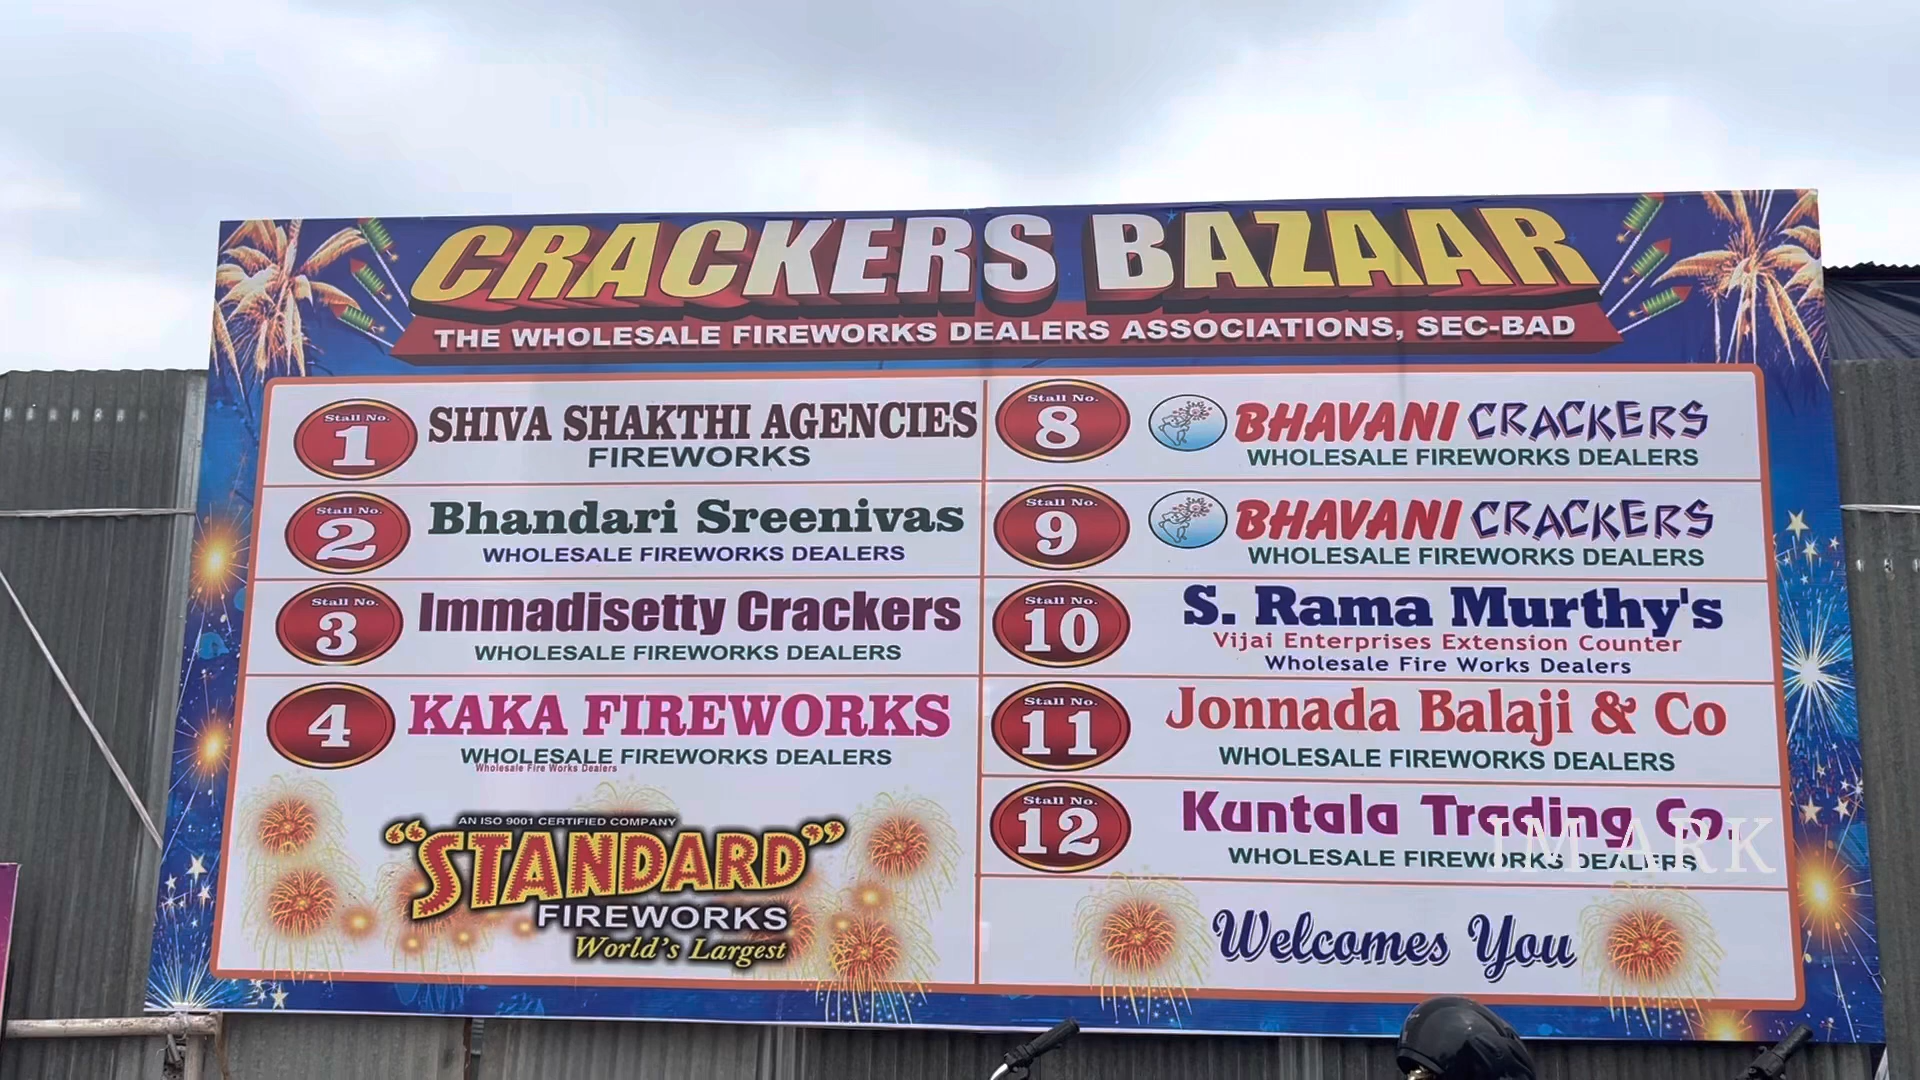 CRACKERS BAZAAR
THE WHOLESALE FIREWORKS DEALERS ASSOCIATIONS, SEC-BAD
Stall No.
1
SHIVA SHAKTHI AGENCIES
FIREWORKS
Stall No.
2
Bhandari Sreenivas
WHOLESALE FIREWORKS DEALERS
Stall No.
3
Immadisetty Crackers
WHOLESALE FIREWORKS DEALERS
4
KAKA FIREWORKS
WHOLESALE FIREWORKS DEALERS
Wholesale Fire Works Dealers
AN ISO 9001 CERTIFIED COMPANY
"STANDARD"
FIREWORKS
World's Largest
Stall No.
8
BHAVANI CRACKERS
WHOLESALE FIREWORKS DEALERS
Stall No.
9
BHAVANI CRACKERS
WHOLESALE FIREWORKS DEALERS
Stall No.
10
S. Rama Murthy's
Vijai Enterprises Extension Counter
Wholesale Fire Works Dealers
Stall No.
11
Jonnada Balaji & Co
WHOLESALE FIREWORKS DEALERS
Stall No.
12
Kuntala Trading Co.
WHOLESALE FIREWORKS DEALERS
IM ARK
Welcomes You